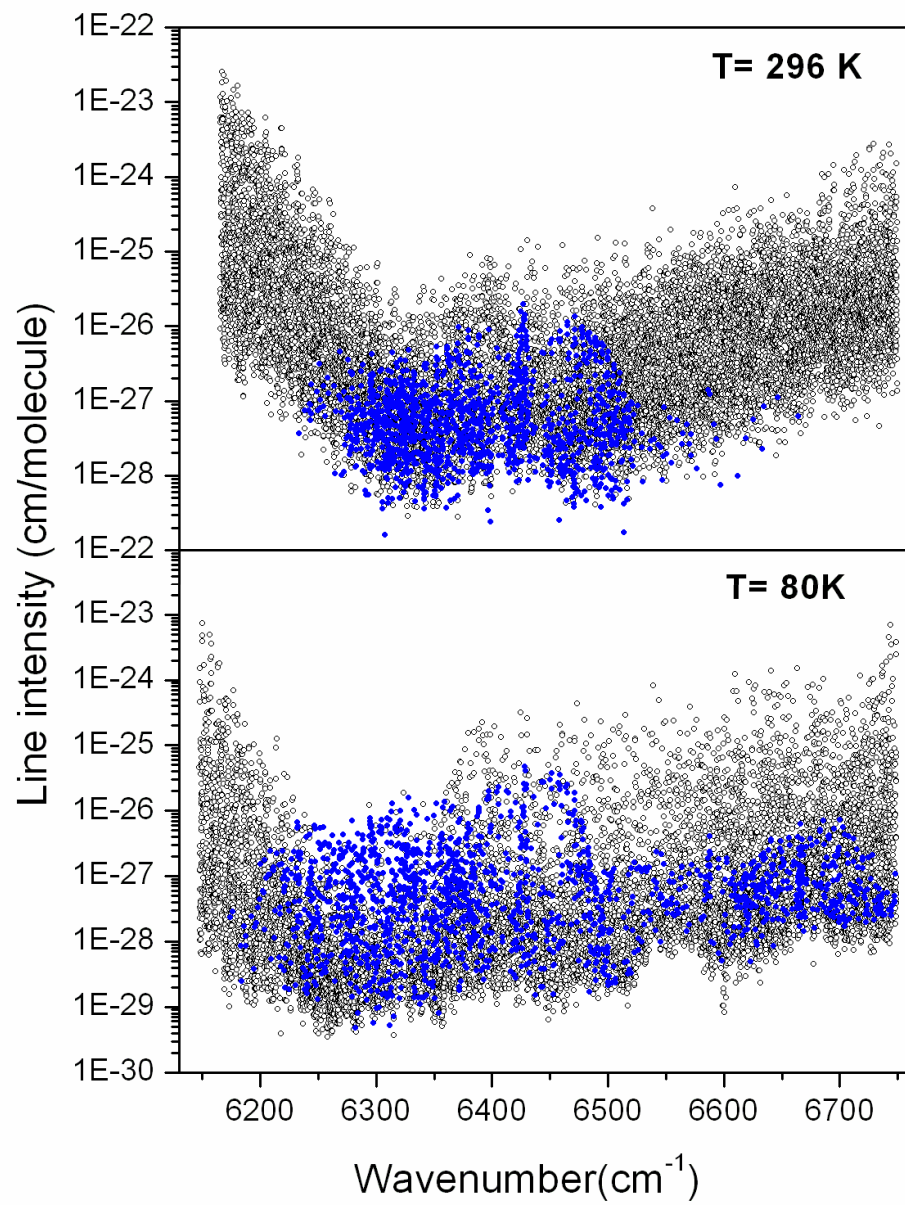 Line intensity (cm/molecule)
1E-22
T= 296 K
1E-23
1E-24
1E-25
1E-26
1E-27
1E-28
1E-22
T= 80K
1E-23
1E-24
1E-25
1E-26
1E-27
1E-28
1E-29
1E-30
6200 6300 6400 6500 6600 6700
Wavenumber(cm⁻¹)